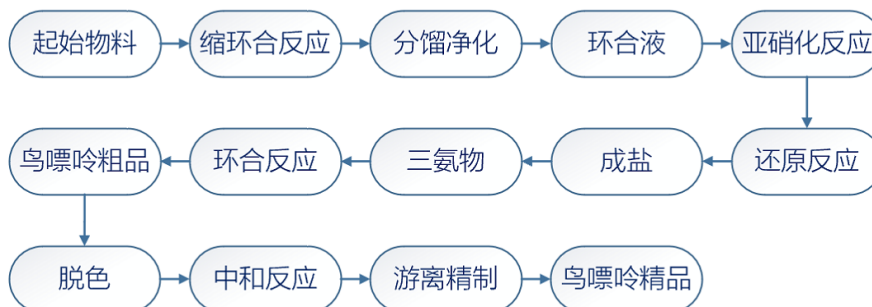 起始物料
缩环合反应
分馏净化
环合液
亚硝化反应
还原反应
成盐
三氨物
环合反应
鸟嘌呤粗品
脱色
中和反应
游离精制
鸟嘌呤精品